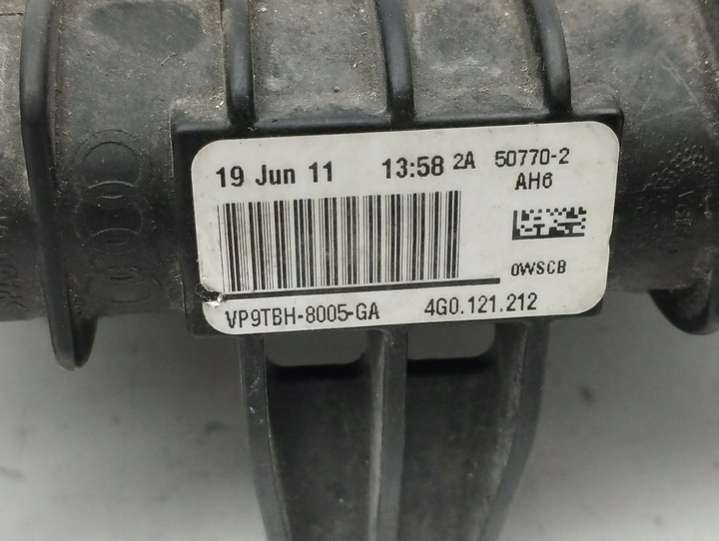 19 Jun 11 13:58 2A 50770-2
AH6
0WSCB
VP9TBH-8005-GA 4G0.121.212